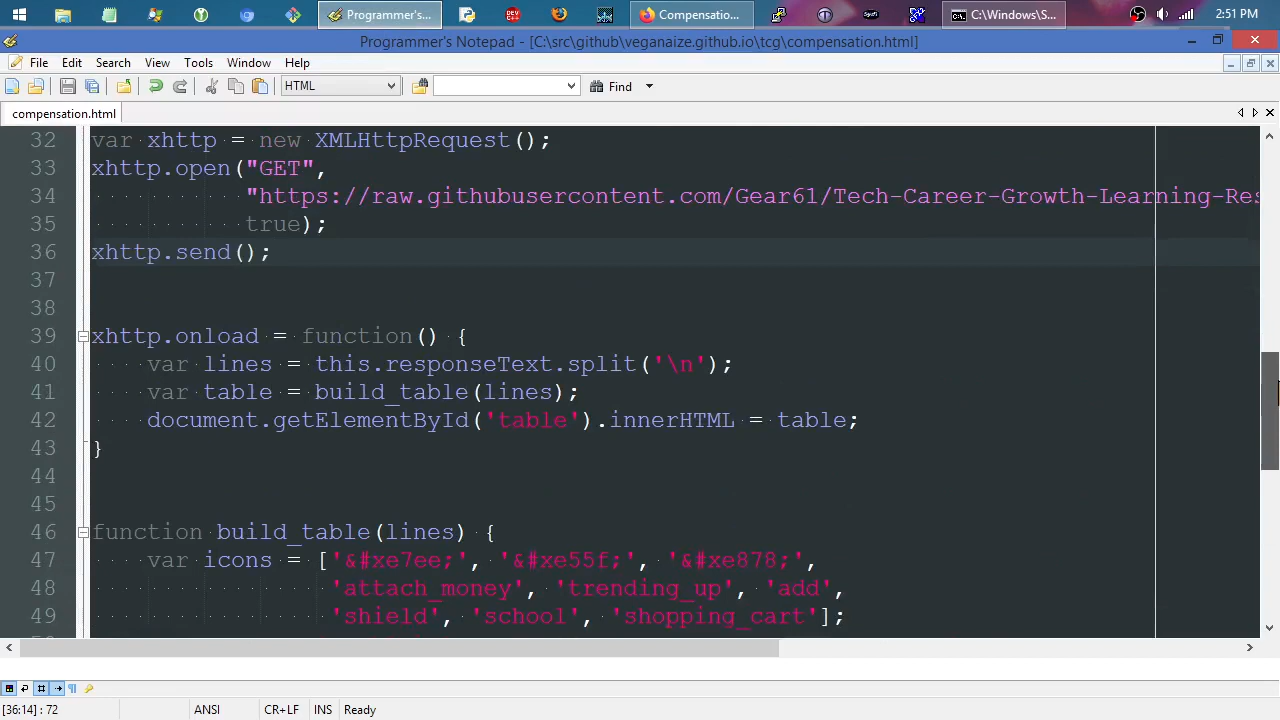 Programmer's...
Compensatio...
C:\Windows\S...
2:51 PM
Programmer's Notepad - [C:\src\github\veganaize.github.io\tcg\compensation.html]
File Edit Search View Tools Window Help
HTML
Find
compensation.html
32 var xhttp = new XMLHttpRequest();
33 xhttp.open("GET",
34 "https://raw.githubusercontent.com/Gear61/Tech-Career-Growth-Learning-Res
35 true);
36 xhttp.send();
37
38
39 xhttp.onload = function() {
40 var lines = this.responseText.split('\n');
41 var table = build_table(lines);
42 document.getElementById('table').innerHTML = table;
43 }
44
45
46 function build_table(lines) {
47 var icons = ['&#xe7ee;', '&#xe55f;', '&#xe878;',
48 'attach_money', 'trending_up', 'add',
49 'shield', 'school', 'shopping_cart'];
[36:14] : 72 ANSI CR+LF INS Ready